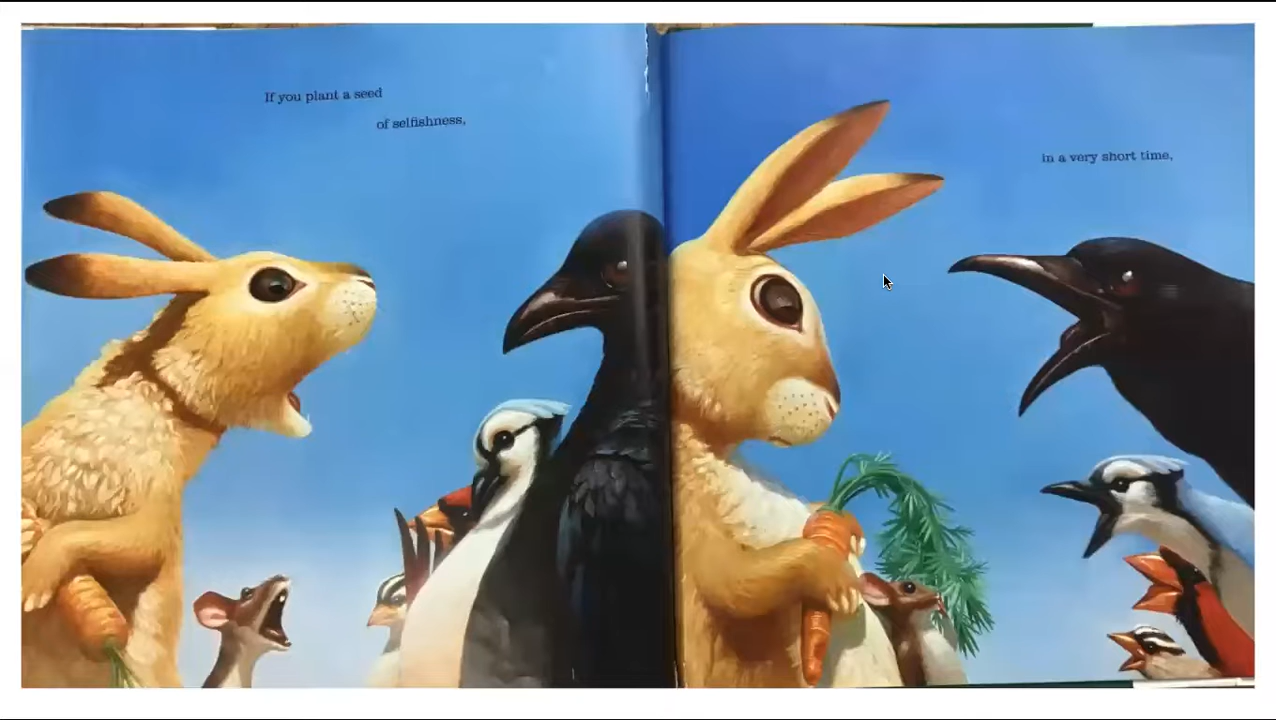 If you plant a seed
of selfishness,
in a very short time,